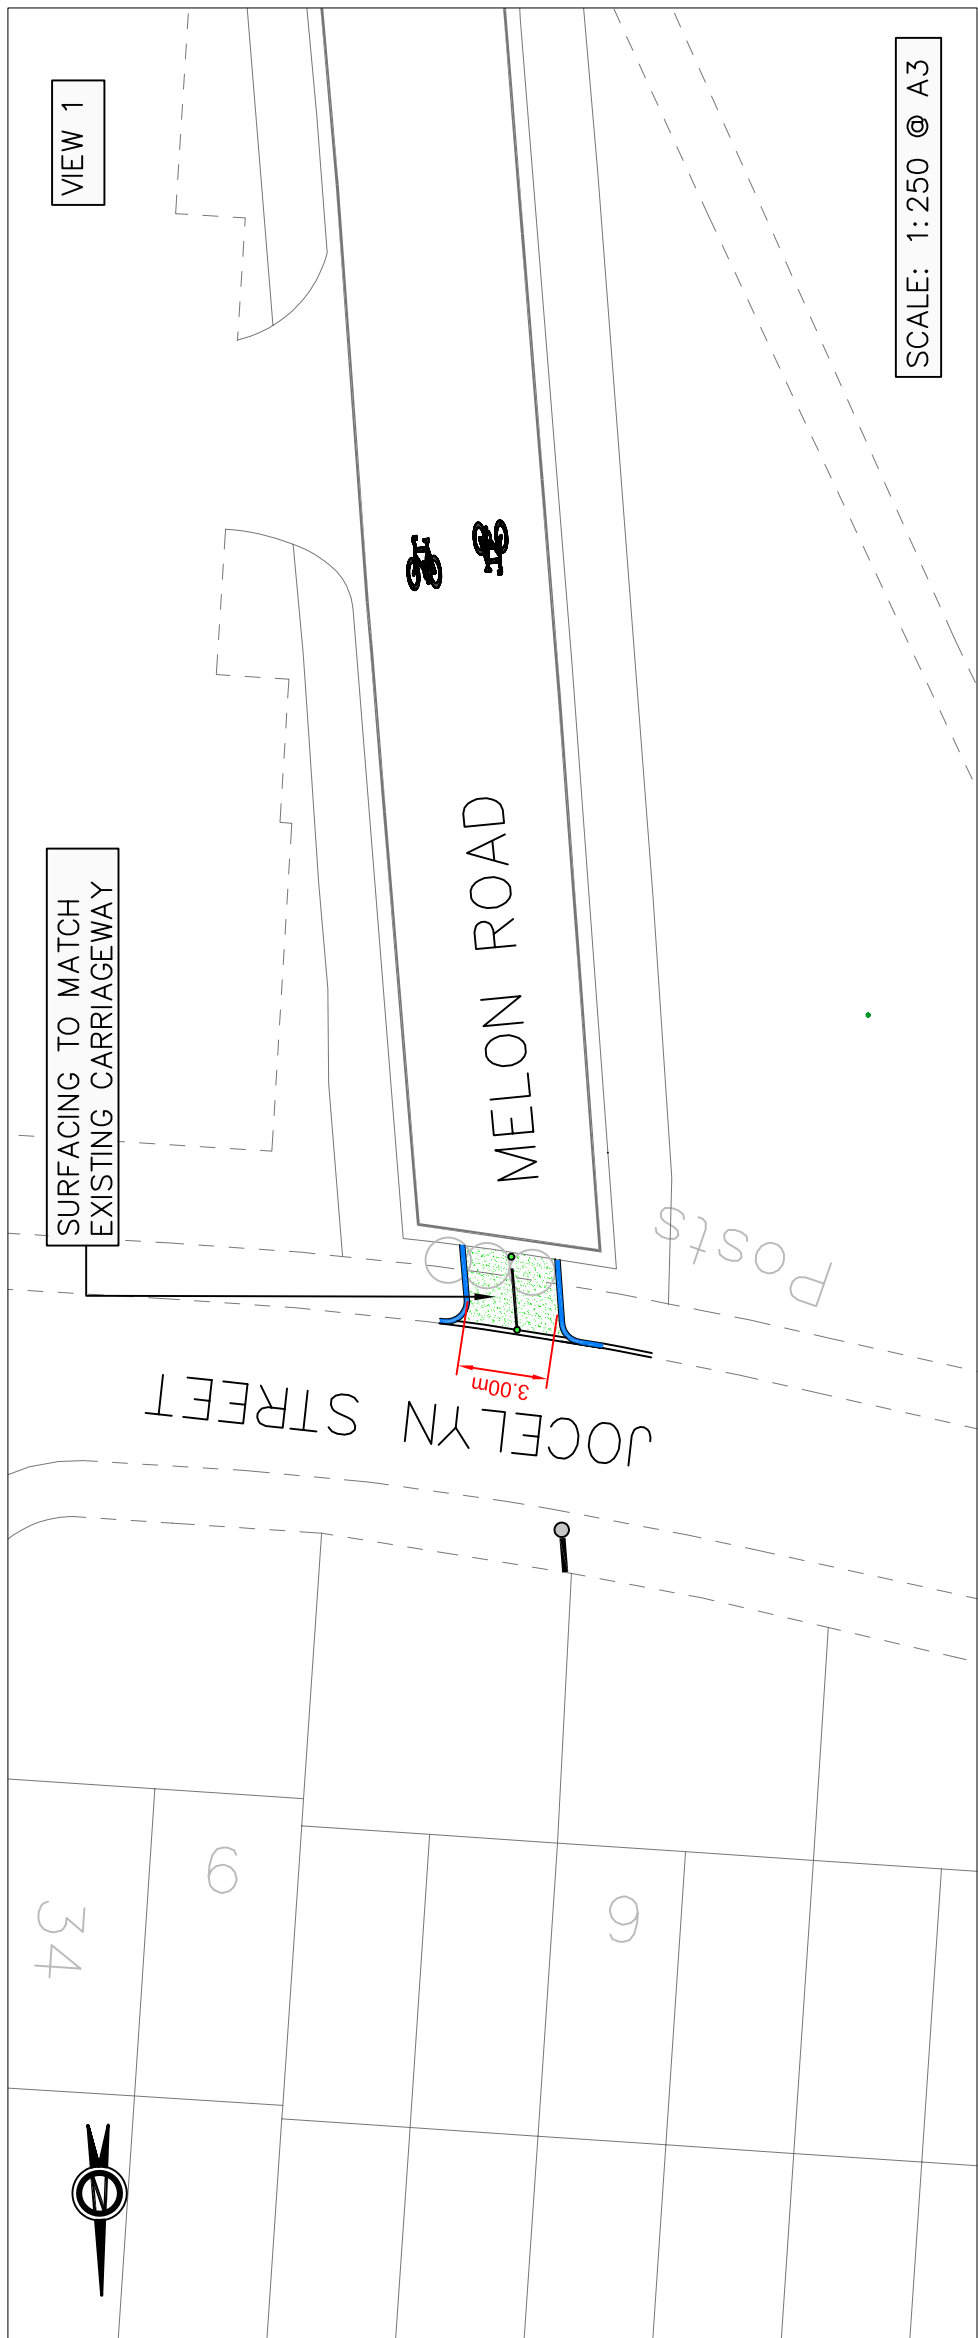 VIEW 1
SCALE: 1:250 @ A3
SURFACING TO MATCH
EXISTING CARRIAGEWAY
MELON ROAD
Posts
3.00m
JOCELYN STREET
34
9
9
N